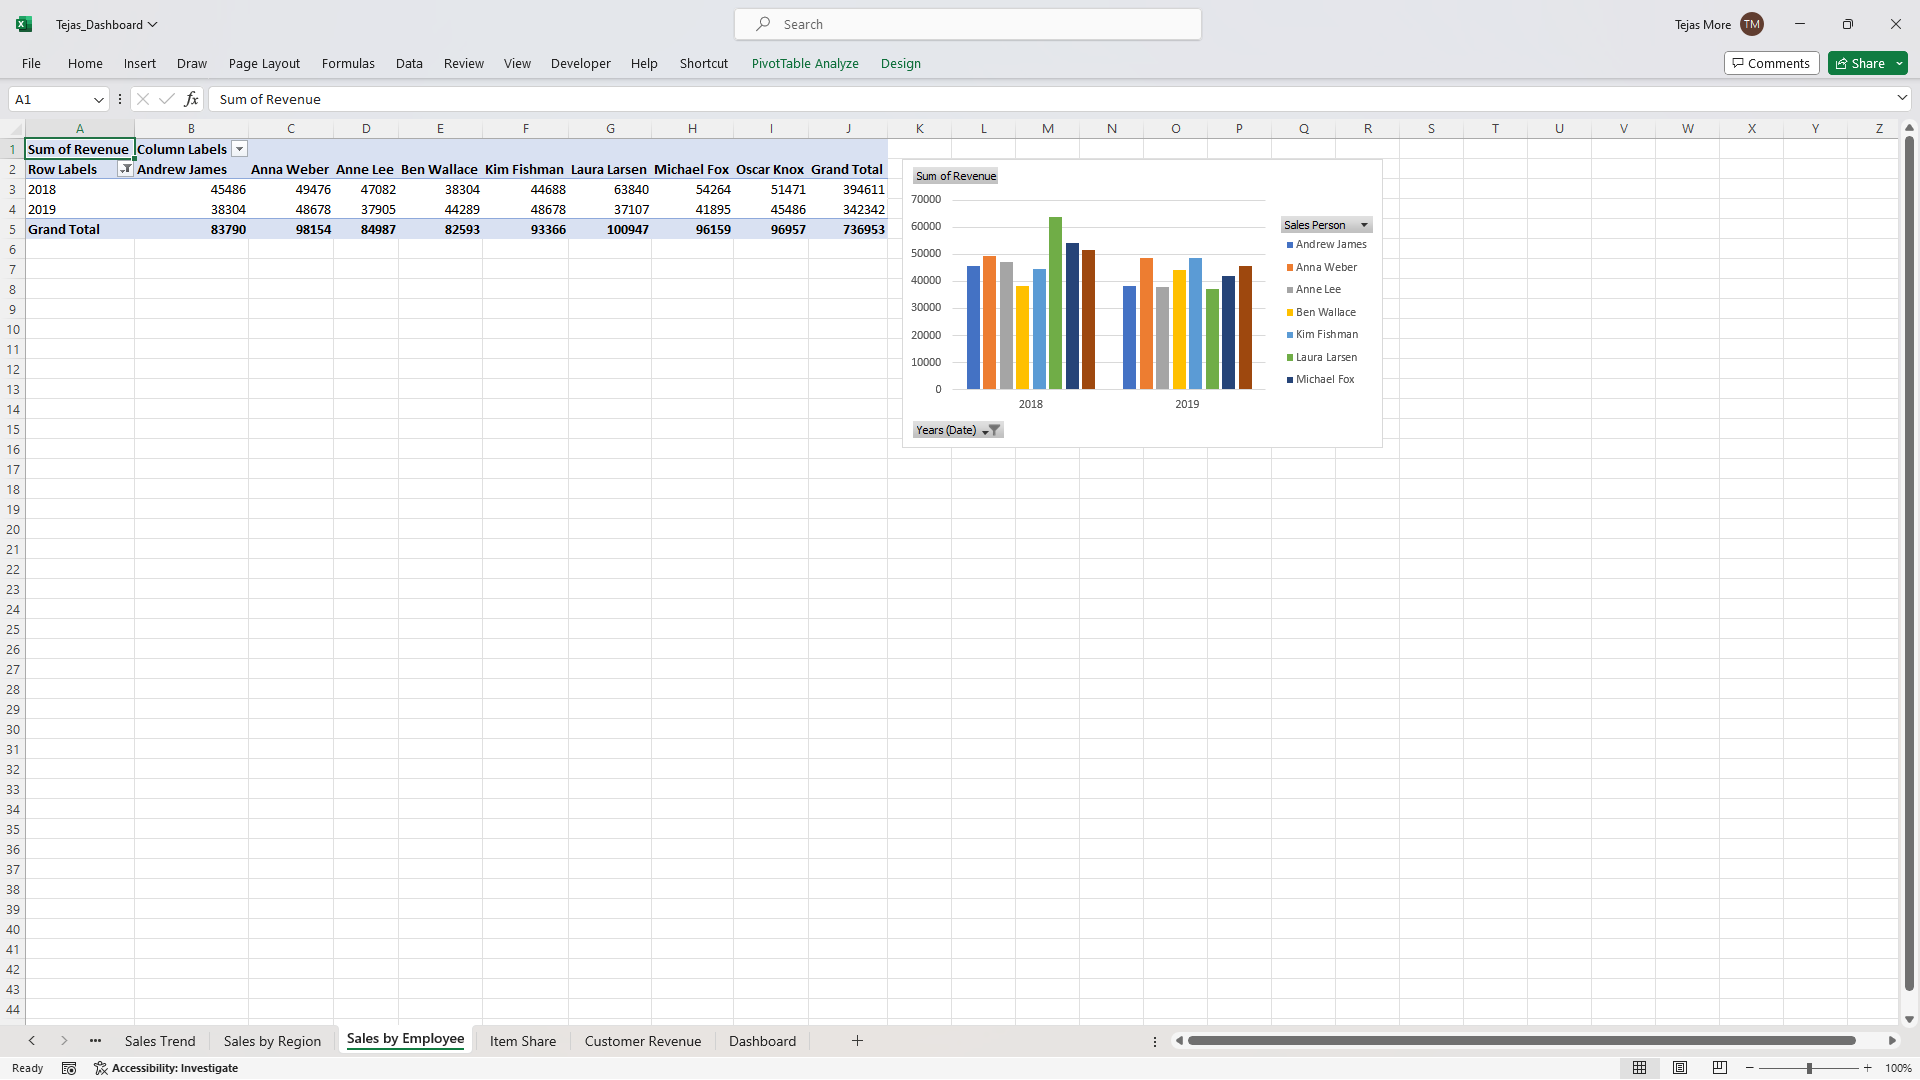 Tejas_Dashboard
Search
Tejas More TM
File Home Insert Draw Page Layout Formulas Data Review View Developer Help Shortcut PivotTable Analyze Design Comments Share
A1 fx Sum of Revenue
A B C D E F G H I J K L M N O P Q R S T U V W X Y Z
1 Sum of Revenue Column Labels
2 Row Labels Andrew James Anna Weber Anne Lee Ben Wallace Kim Fishman Laura Larsen Michael Fox Oscar Knox Grand Total
3 2018 45486 49476 47082 38304 44688 63840 54264 51471 394611
4 2019 38304 48678 37905 44289 48678 37107 41895 45486 342342
5 Grand Total 83790 98154 84987 82593 93366 100947 96159 96957 736953
6
7
8
9
10
11
12
13
14
15
16
17
18
19
20
21
22
23
24
25
26
27
28
29
30
31
32
33
34
35
36
37
38
39
40
41
42
43
44
Sum of Revenue
70000
60000
50000
40000
30000
20000
10000
0
2018 2019
Sales Person
Andrew James
Anna Weber
Anne Lee
Ben Wallace
Kim Fishman
Laura Larsen
Michael Fox
Years (Date)
Sales Trend Sales by Region Sales by Employee Item Share Customer Revenue Dashboard
Ready Accessibility: Investigate 100%